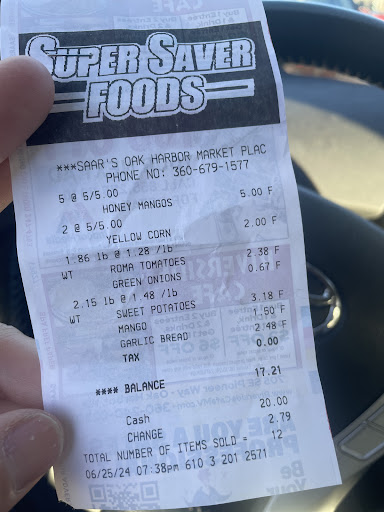 SUPER SAVER
FOODS
***SAAR'S OAK HARBOR MARKET PLAC
PHONE NO: 360-679-1577
5 @ 5/5.00
HONEY MANGOS 5.00 F
2 @ 5/5.00
YELLOW CORN 2.00 F
1.86 lb @ 1.28 /lb
WT ROMA TOMATOES 2.38 F
GREEN ONIONS 0.67 F
2.15 lb @ 1.48 /lb
WT SWEET POTATOES 3.18 F
MANGO 1.50 F
GARLIC BREAD 2.48 F
TAX 0.00
**** BALANCE 17.21
Cash 20.00
CHANGE 2.79
TOTAL NUMBER OF ITEMS SOLD = 12
06/25/24 07:38pm 610 3 201 2571